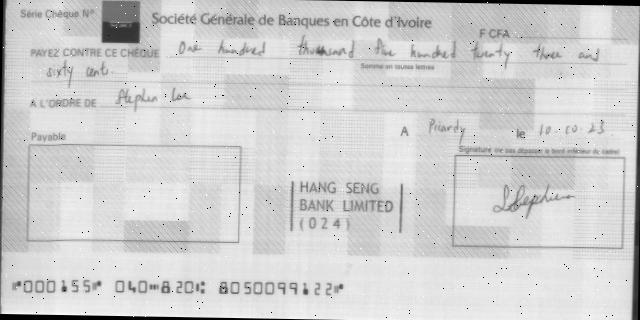 Série Chèque N°
Société Générale de Banques en Côte d'Ivoire
F CFA
PAYEZ CONTRE CE CHÈQUE One hundred thousand five hundred twenty three and
Somme en toutes lettres
sixty cents.
A L'ORDRE DE Stephen Lee
A Picardy le 10.10.23
Payable
Signature (ne pas dépasser le bord inférieur du cadre)
HANG SENG
BANK LIMITED
(024)
000155 040 820 8050099122